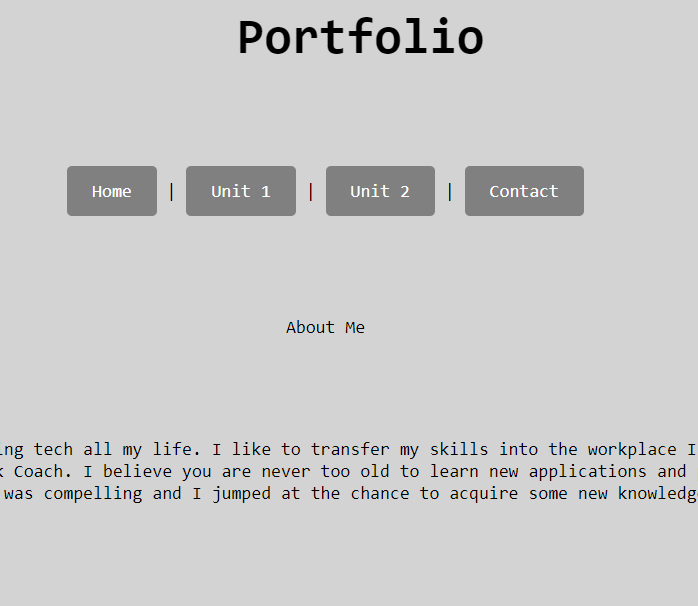 Portfolio
Home | Unit 1 | Unit 2 | Contact
About Me
ing tech all my life. I like to transfer my skills into the workplace I
k Coach. I believe you are never too old to learn new applications and
was compelling and I jumped at the chance to acquire some new knowledg